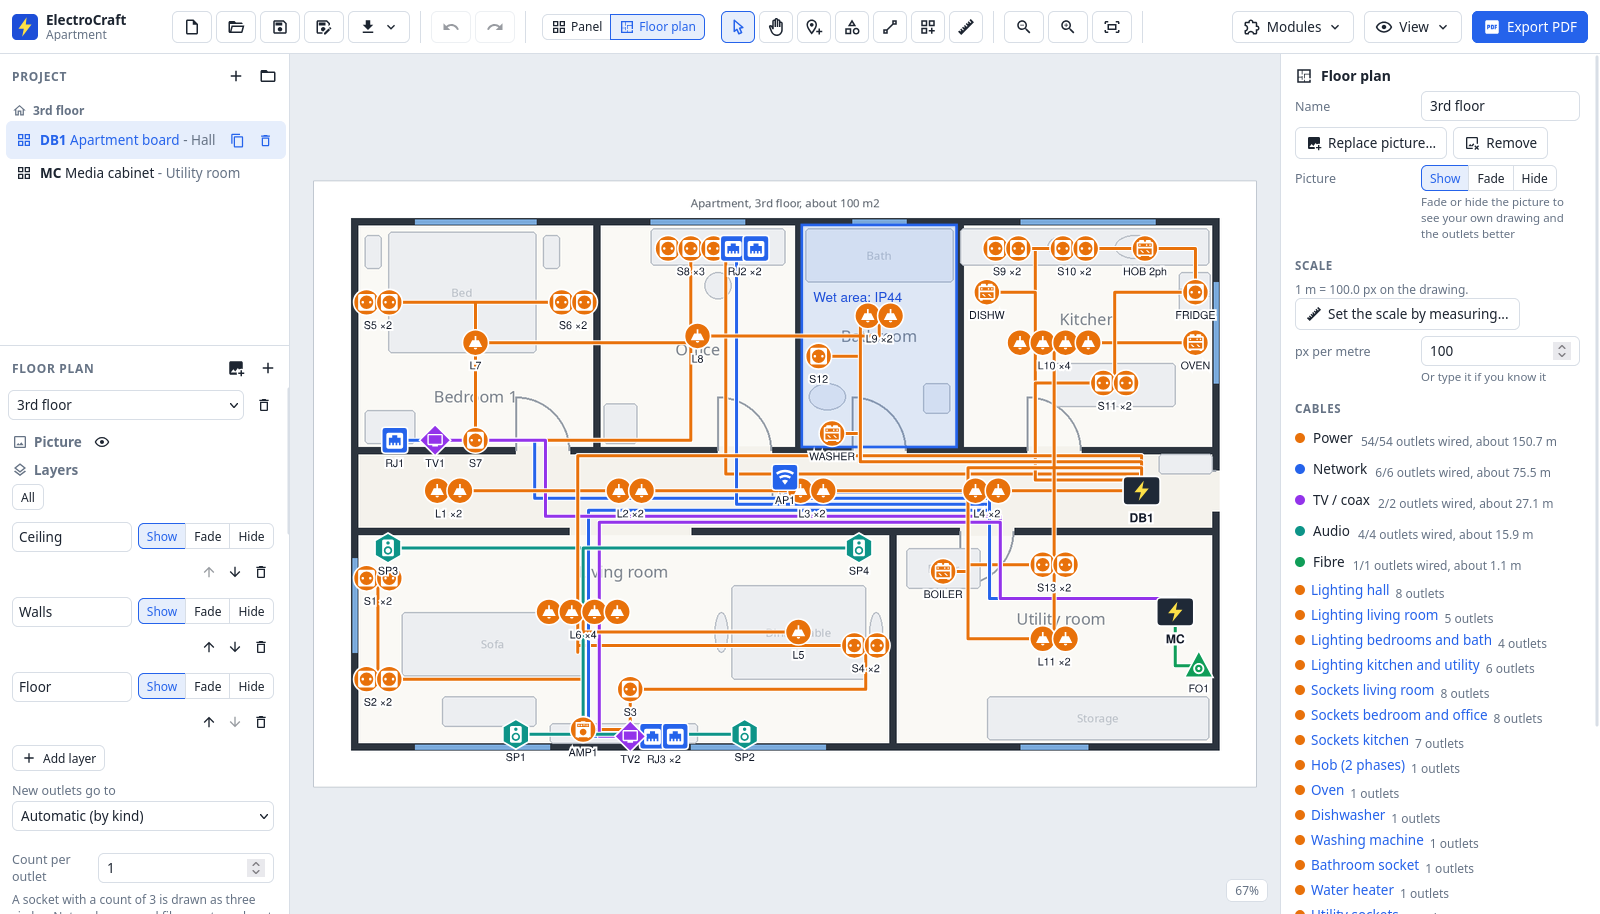 ElectroCraft
Apartment
Panel
Floor plan
Modules
View
PDF
Export PDF
PROJECT
3rd floor
DB1 Apartment board - Hall
MC Media cabinet - Utility room
FLOOR PLAN
3rd floor
Picture
Layers
All
Ceiling
Show
Fade
Hide
Walls
Show
Fade
Hide
Floor
Show
Fade
Hide
Add layer
New outlets go to
Automatic (by kind)
Count per
outlet
1
A socket with a count of 3 is drawn as three
Apartment, 3rd floor, about 100 m2
Bed
S5 ×2
S6 ×2
L7
Bedroom 1
RJ1
TV1
S7
S8 ×3
RJ2 ×2
L8
Bath
Wet area: IP44
L9 ×2
S12
WASHER
S9 ×2
S10 ×2
HOB 2ph
DISHW
FRIDGE
Kitchen
L10 ×4
OVEN
S11 ×2
L1 ×2
L2 ×2
AP1
L3 ×2
L4 ×2
DB1
SP3
SP4
S1 ×2
ving room
L6 ×4
Sofa
L5
S4 ×2
S2 ×2
S3
SP1
AMP1
TV2
RJ3 ×2
SP2
BOILER
S13 ×2
Utility room
MC
L11 ×2
FO1
Storage
67%
Floor plan
Name
3rd floor
Replace picture...
Remove
Picture
Show
Fade
Hide
Fade or hide the picture to
see your own drawing and
the outlets better
SCALE
1 m = 100.0 px on the drawing.
Set the scale by measuring...
px per metre
100
Or type it if you know it
CABLES
Power 54/54 outlets wired, about 150.7 m
Network 6/6 outlets wired, about 75.5 m
TV / coax 2/2 outlets wired, about 27.1 m
Audio 4/4 outlets wired, about 15.9 m
Fibre 1/1 outlets wired, about 1.1 m
Lighting hall 8 outlets
Lighting living room 5 outlets
Lighting bedrooms and bath 4 outlets
Lighting kitchen and utility 6 outlets
Sockets living room 8 outlets
Sockets bedroom and office 8 outlets
Sockets kitchen 7 outlets
Hob (2 phases) 1 outlets
Oven 1 outlets
Dishwasher 1 outlets
Washing machine 1 outlets
Bathroom socket 1 outlets
Water heater 1 outlets
Utility sockets